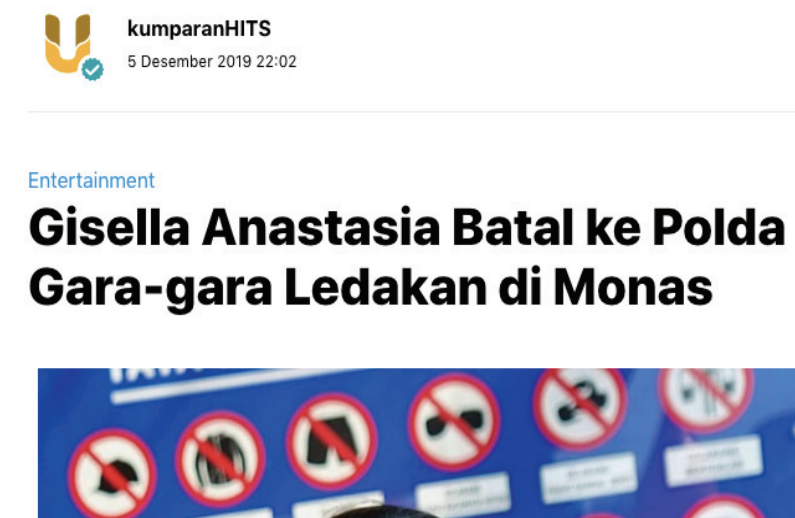 kumparanHITS
5 Desember 2019 22:02
Entertainment
Gisella Anastasia Batal ke Polda
Gara-gara Ledakan di Monas